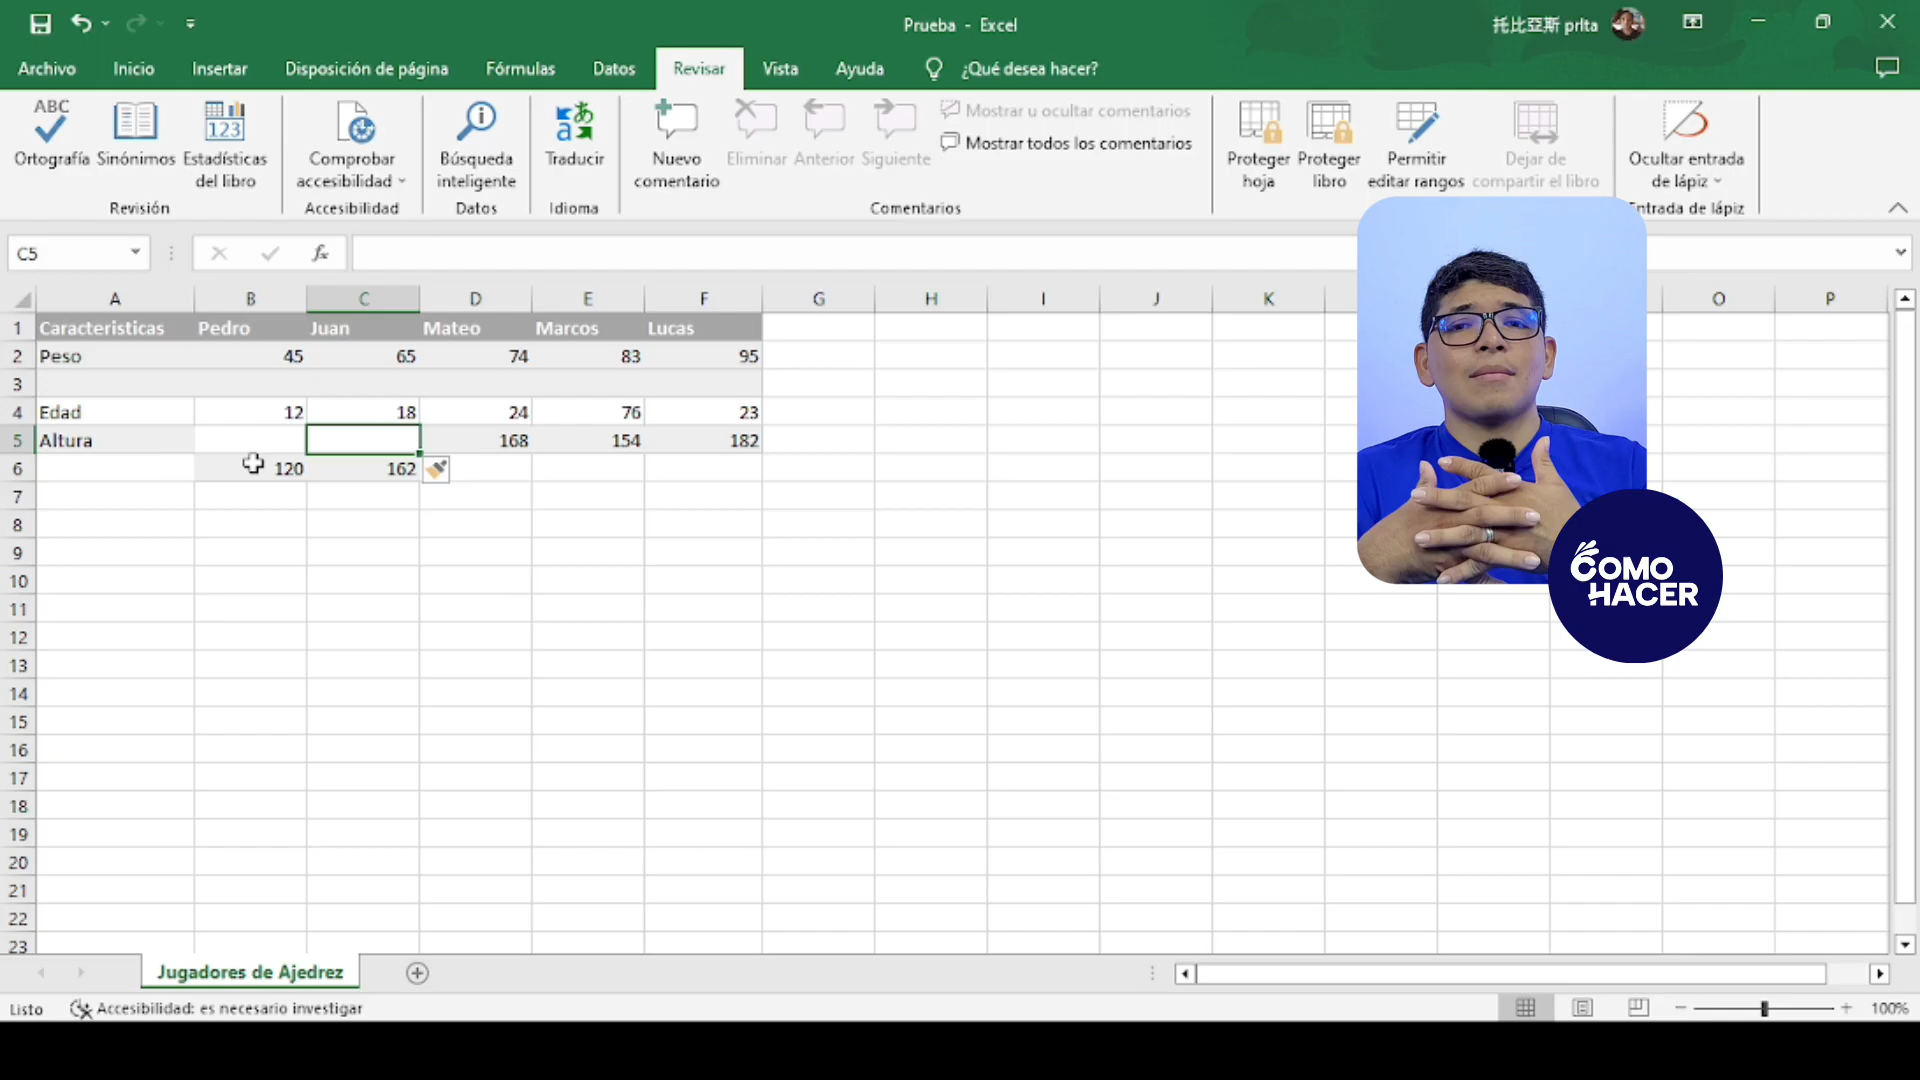 Prueba - Excel
托比亞斯 prlta
Archivo Inicio Insertar Disposición de página Fórmulas Datos Revisar Vista Ayuda ¿Qué desea hacer?
ABC
123
Ortografía Sinónimos Estadísticas del libro
Revisión
Comprobar accesibilidad
Accesibilidad
Búsqueda inteligente
Datos
Traducir
Idioma
Nuevo comentario
Eliminar Anterior Siguiente
Mostrar u ocultar comentarios
Mostrar todos los comentarios
Comentarios
Proteger hoja
Proteger libro
Permitir editar rangos
Dejar de compartir el libro
Ocultar entrada de lápiz
Entrada de lápiz
C5
fx
A B C D E F G H I J K O P
1 Caracteristicas Pedro Juan Mateo Marcos Lucas
2 Peso 45 65 74 83 95
3
4 Edad 12 18 24 76 23
5 Altura 168 154 182
6 120 162
7
8
9
10
11
12
13
14
15
16
17
18
19
20
21
22
23
COMO
HACER
Jugadores de Ajedrez
Listo Accesibilidad: es necesario investigar
100%